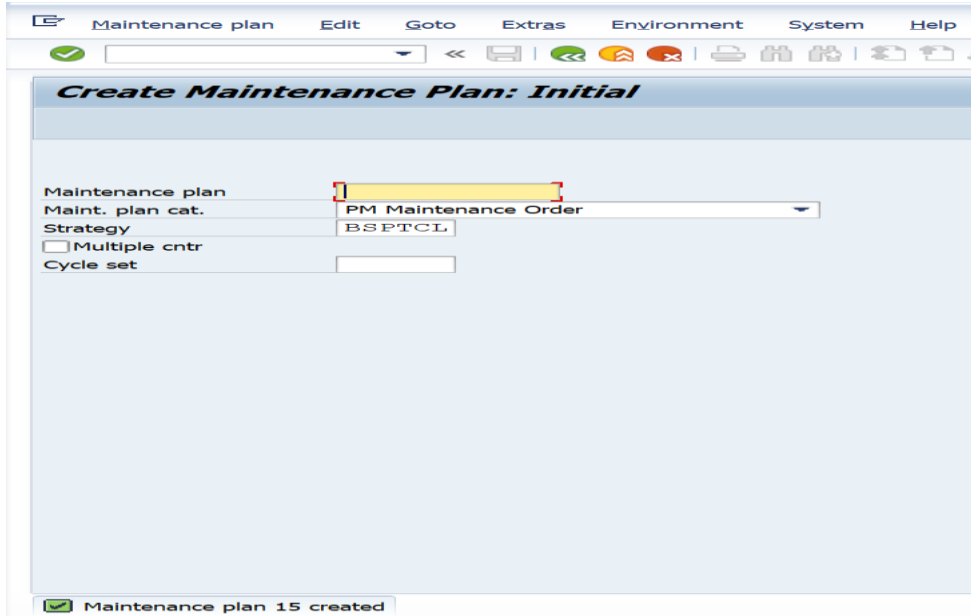 Maintenance plan Edit Goto Extras Environment System Help
Create Maintenance Plan: Initial
Maintenance plan
Maint. plan cat. PM Maintenance Order
Strategy BSPTCL
Multiple cntr
Cycle set
Maintenance plan 15 created